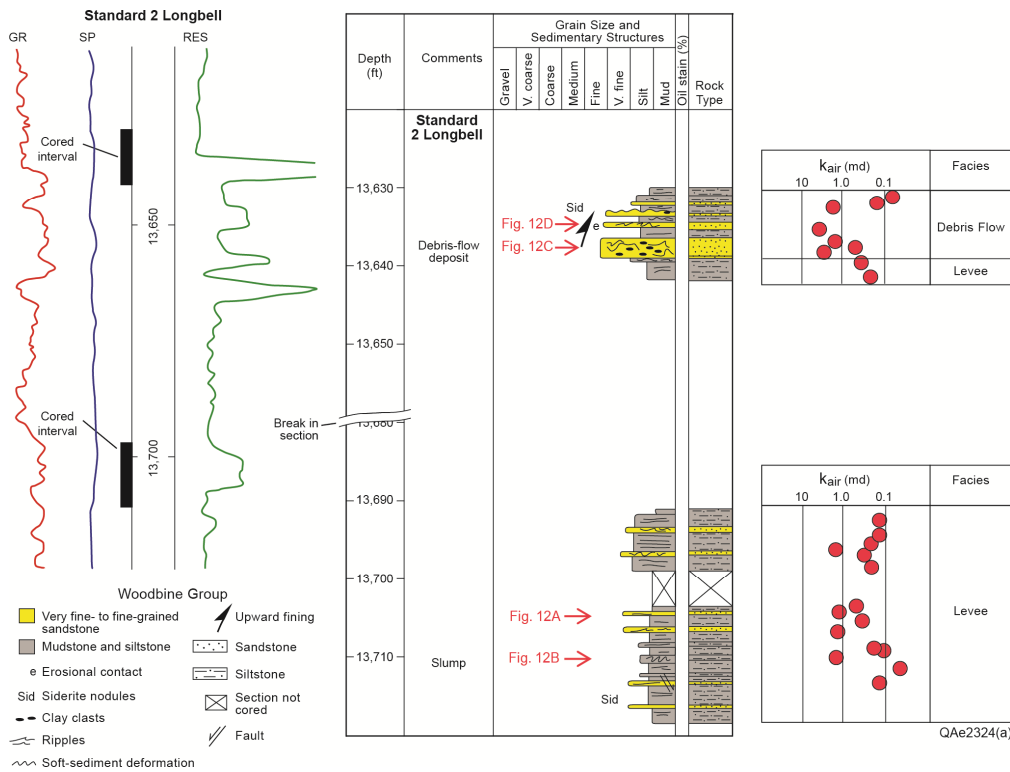 Standard 2 Longbell
GR
SP
RES
Cored
interval
13,650
Cored
interval
13,700
Break in
section
Depth
(ft)
Comments
Grain Size and
Sedimentary Structures
Gravel
V. coarse
Coarse
Medium
Fine
V. fine
Silt
Mud
Oil stain (%)
Rock
Type
Standard
2 Longbell
13,630
13,640
13,650
13,680
13,690
13,700
13,710
Sid
e
Fig. 12D
Fig. 12C
Debris-flow
deposit
Fig. 12A
Fig. 12B
Slump
Sid
kair (md)
10
1.0
0.1
Facies
Debris Flow
Levee
kair (md)
10
1.0
0.1
Facies
Levee
Woodbine Group
Very fine- to fine-grained
sandstone
Mudstone and siltstone
e Erosional contact
Sid Siderite nodules
Clay clasts
Ripples
Soft-sediment deformation
Upward fining
Sandstone
Siltstone
Section not
cored
Fault
QAe2324(a)